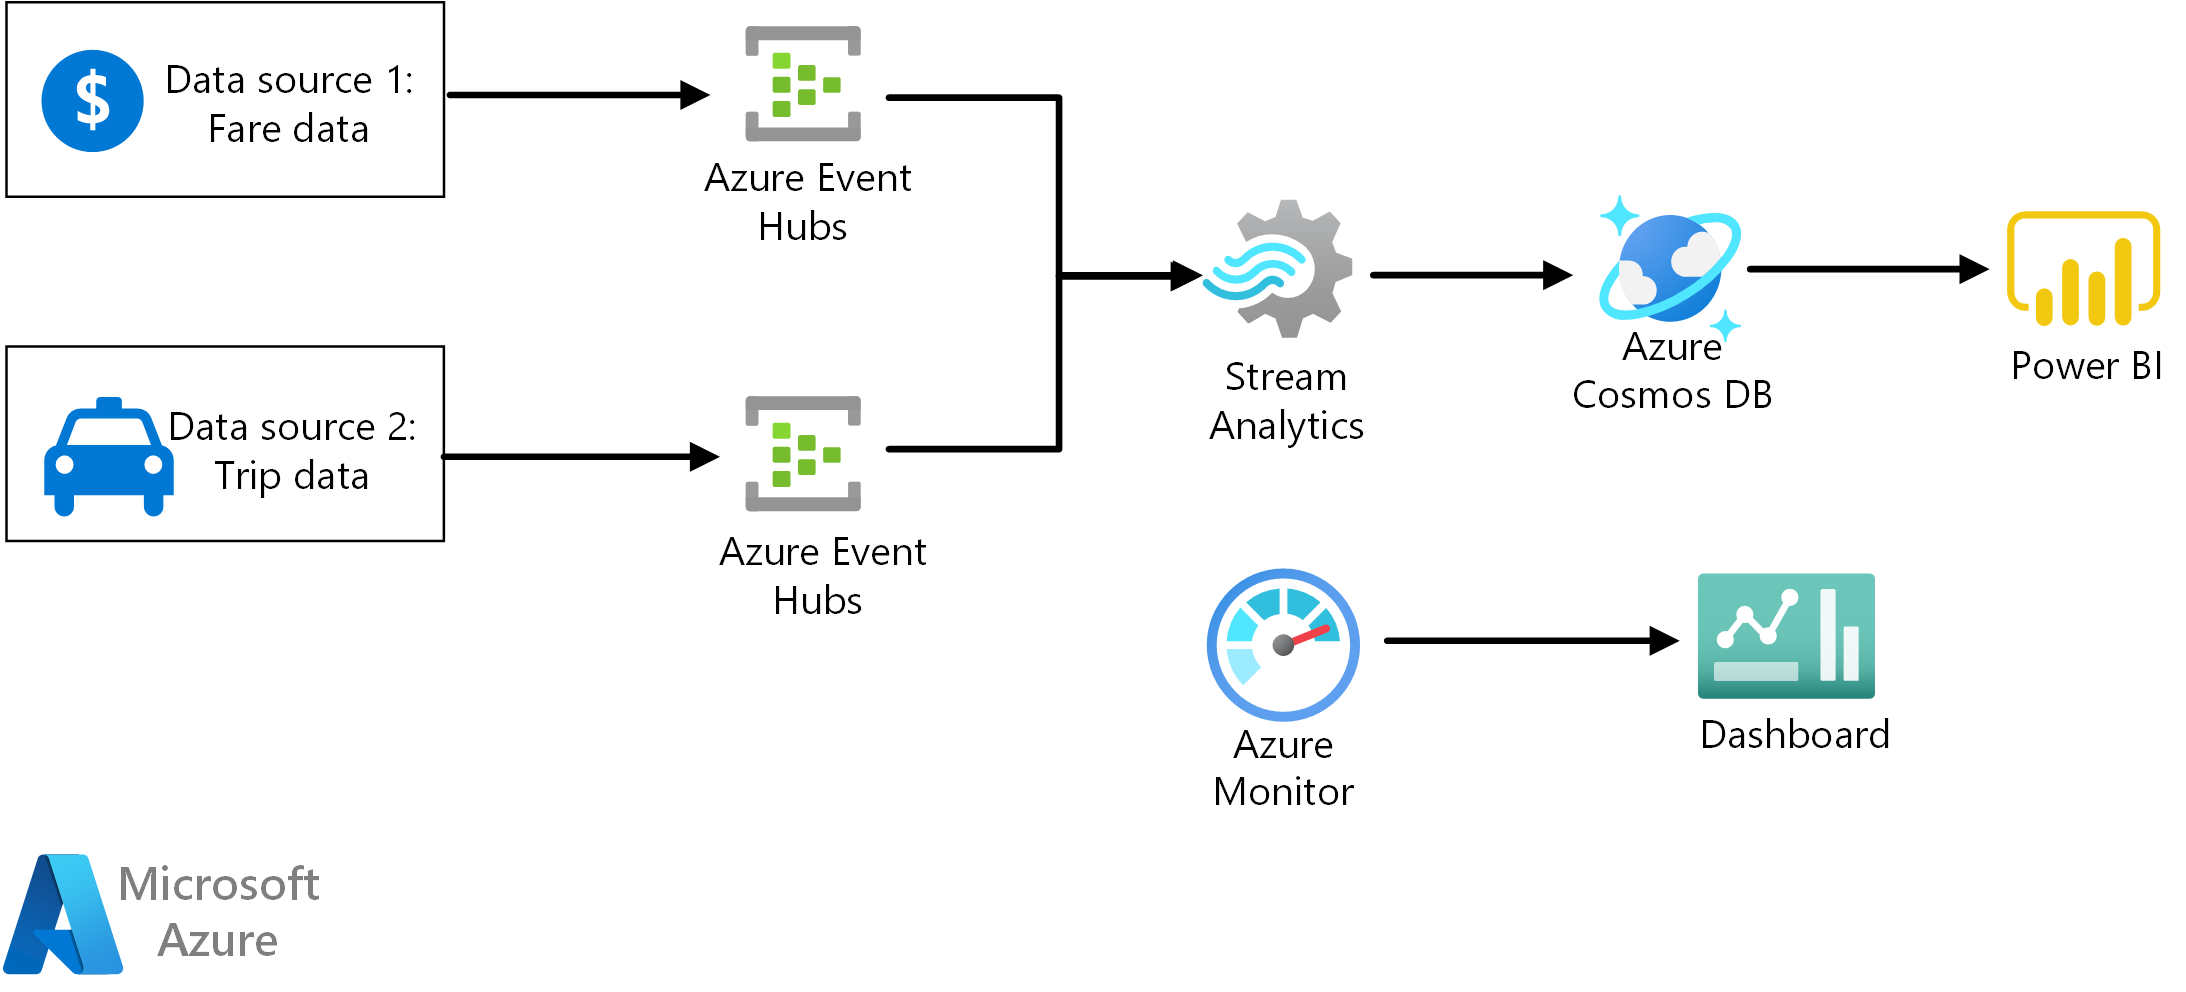 Data source 1:
Fare data
Azure Event
Hubs
Data source 2:
Trip data
Azure Event
Hubs
Stream
Analytics
Azure
Cosmos DB
Power BI
Azure
Monitor
Dashboard
Microsoft
Azure